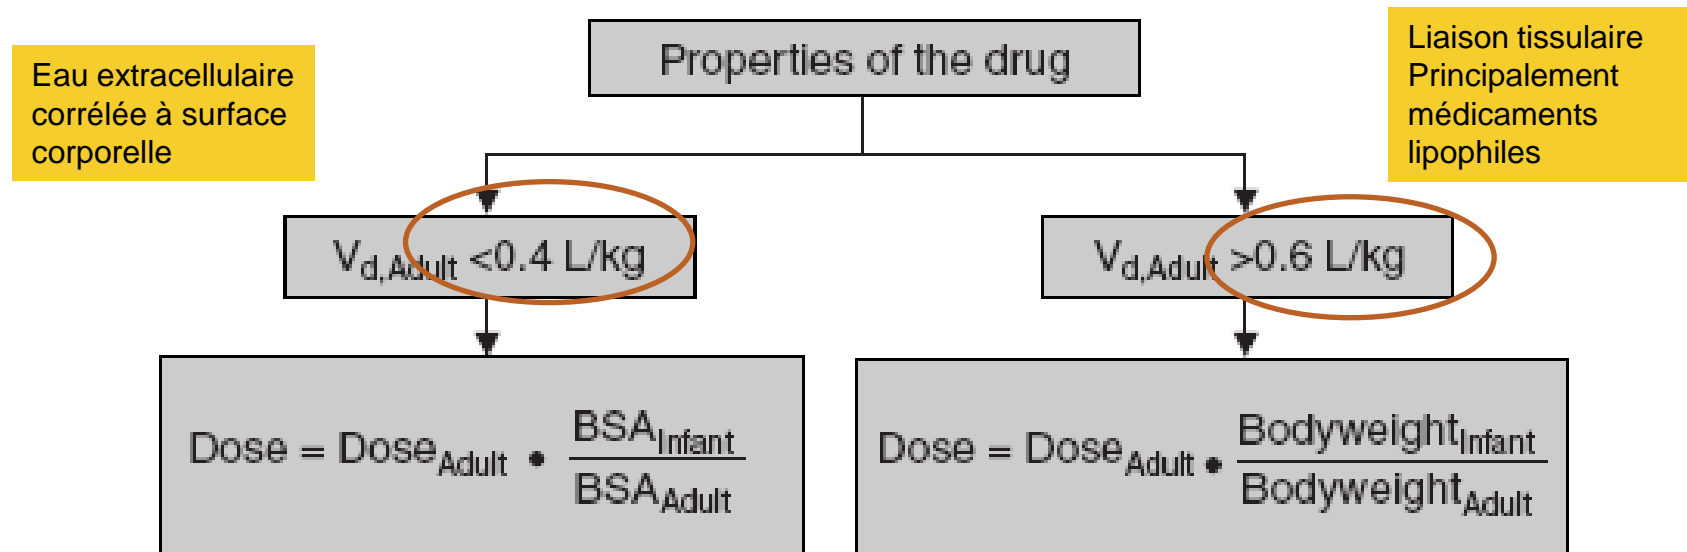 Properties of the drug
Eau extracellulaire
corrélée à surface
corporelle
Liaison tissulaire
Principalement
médicaments
lipophiles
Vd,Adult <0.4 L/kg
Vd,Adult >0.6 L/kg
Dose = DoseAdult • BSAInfant / BSAAdult
Dose = DoseAdult • BodyweightInfant / BodyweightAdult